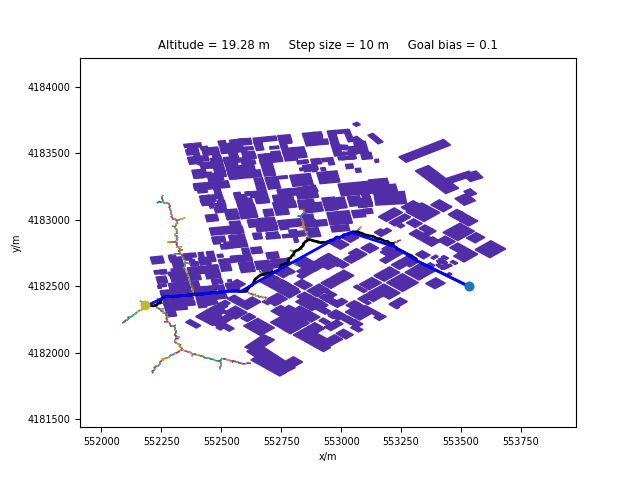 Altitude = 19.28 m     Step size = 10 m     Goal bias = 0.1
4184000
4183500
4183000
4182500
4182000
4181500
y/m
552000 552250 552500 552750 553000 553250 553500 553750
x/m